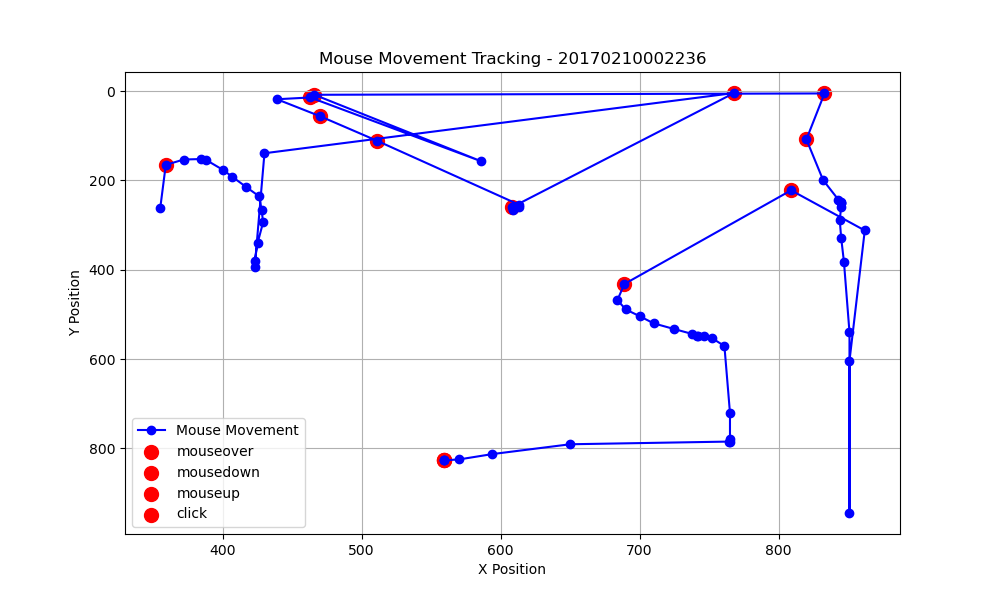 Mouse Movement Tracking - 20170210002236
0
200
400
600
800
Y Position
Mouse Movement
mouseover
mousedown
mouseup
click
400
500
600
700
800
X Position